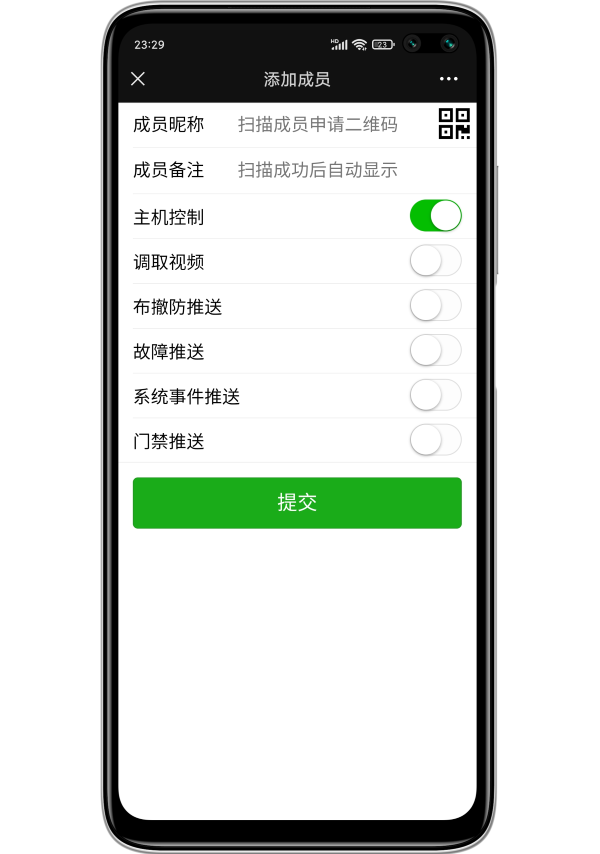 23:29
HD
23
添加成员
成员昵称 扫描成员申请二维码
成员备注 扫描成功后自动显示
主机控制
调取视频
布撤防推送
故障推送
系统事件推送
门禁推送
提交